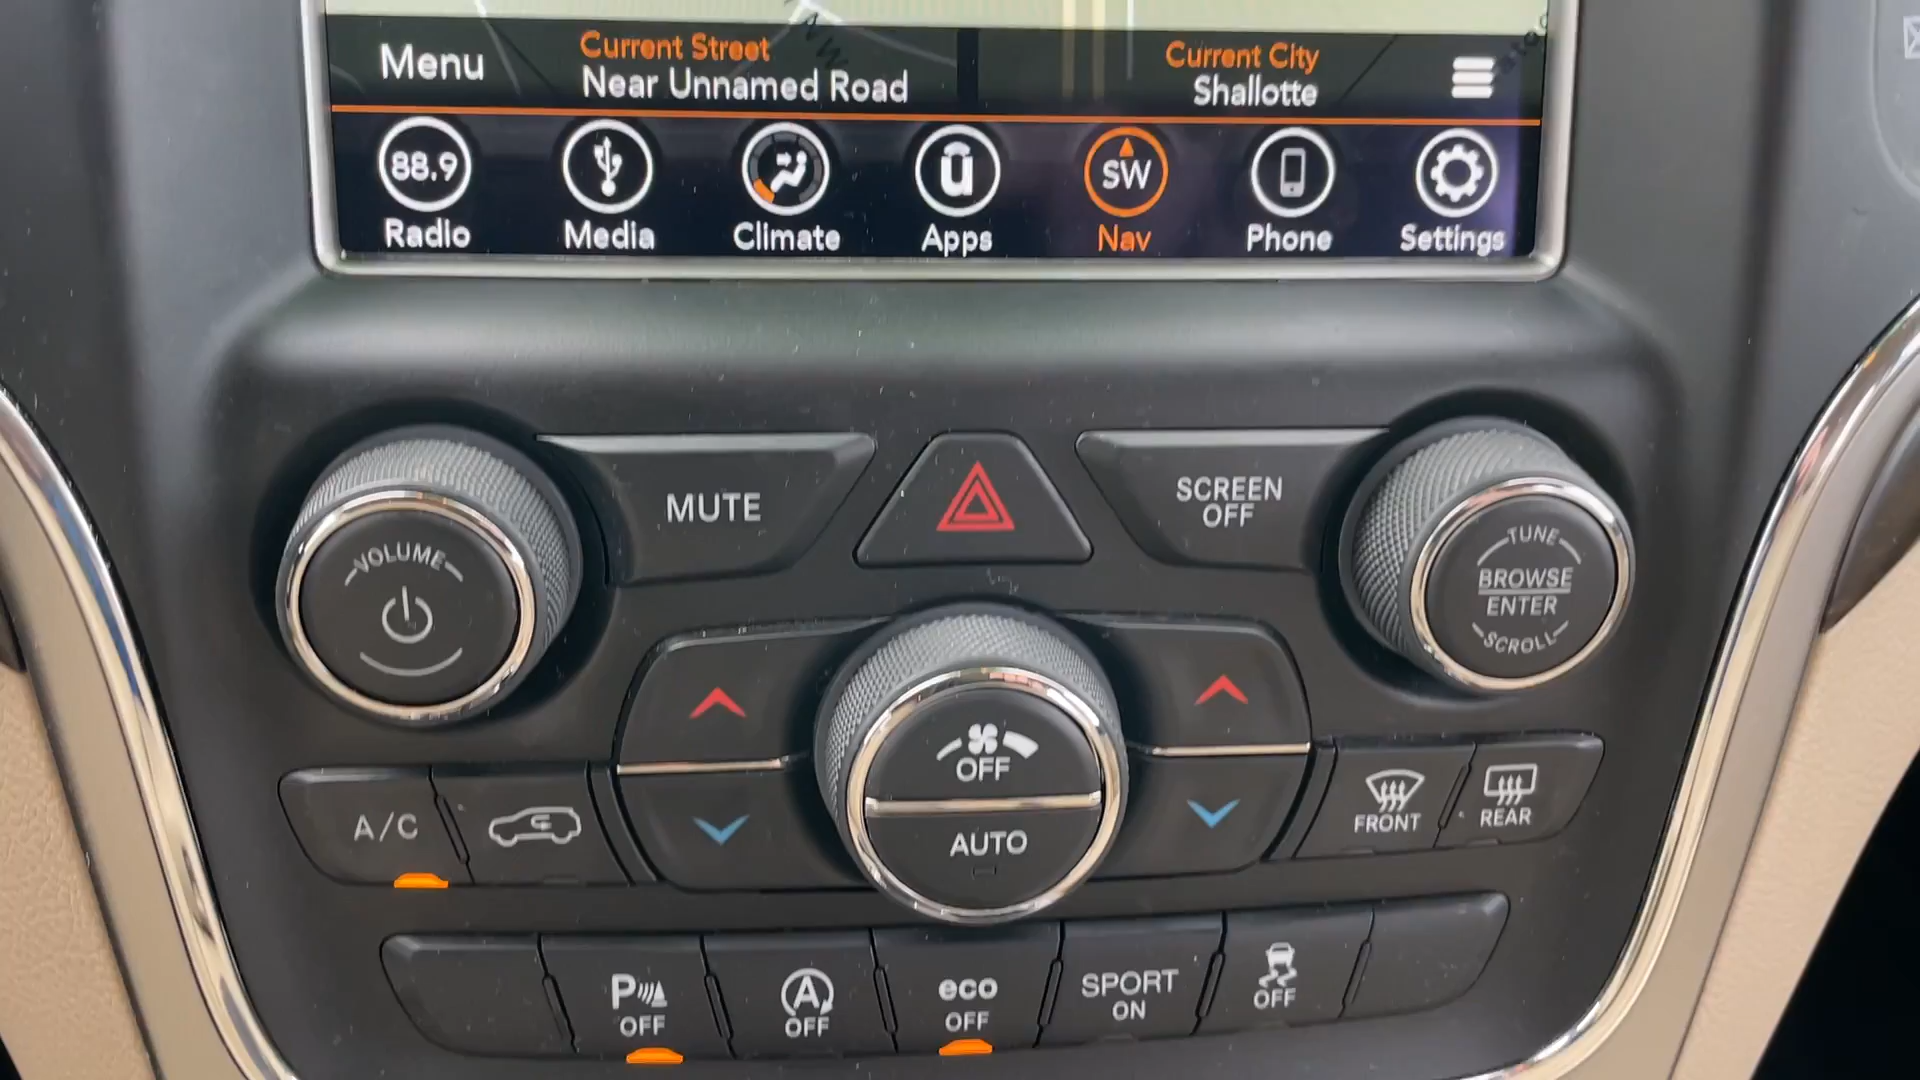 Menu
Current Street
Near Unnamed Road
Current City
Shallotte
88.9
SW
Radio
Media
Climate
Apps
Nav
Phone
Settings
MUTE
SCREEN
OFF
VOLUME
TUNE
BROWSE
ENTER
SCROLL
OFF
AUTO
A/C
FRONT
REAR
P
OFF
A
OFF
eco
OFF
SPORT
ON
OFF